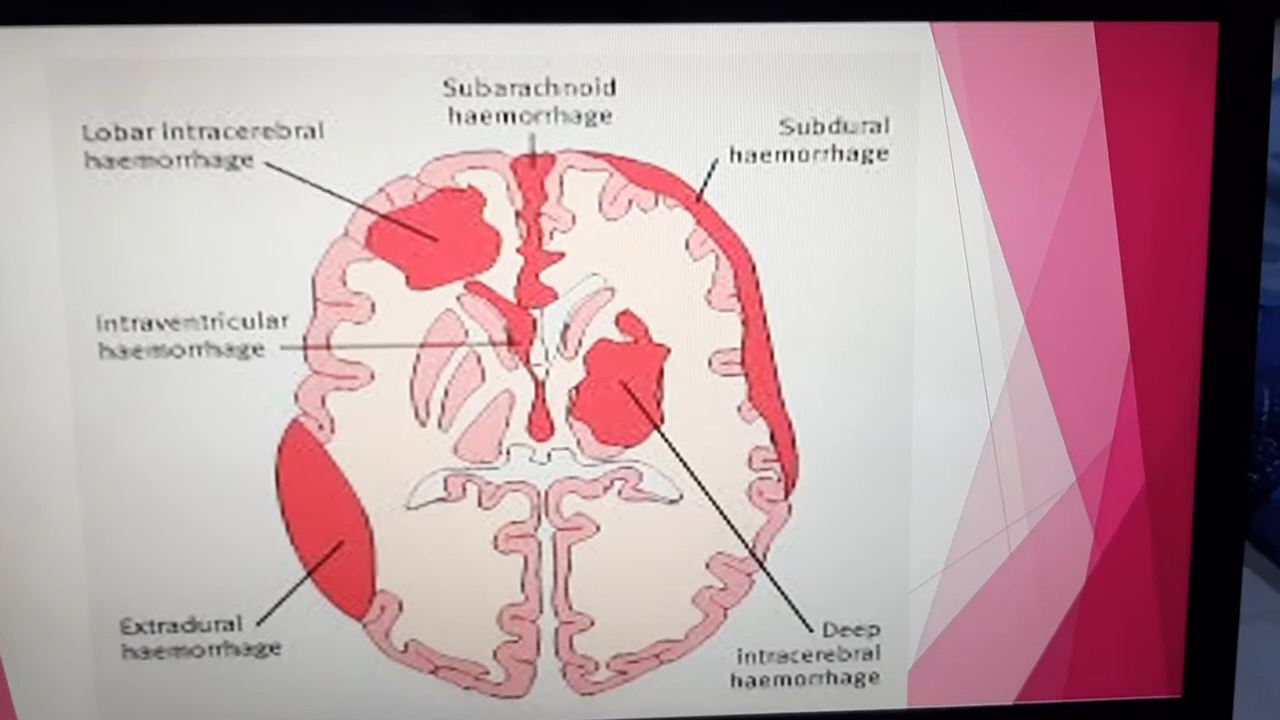 Subarachnoid
haemorrhage
Lobar intracerebral
haemorrhage
Subdural
haemorrhage
Intraventricular
haemorrhage
Extradural
haemorrhage
Deep
intracerebral
haemorrhage